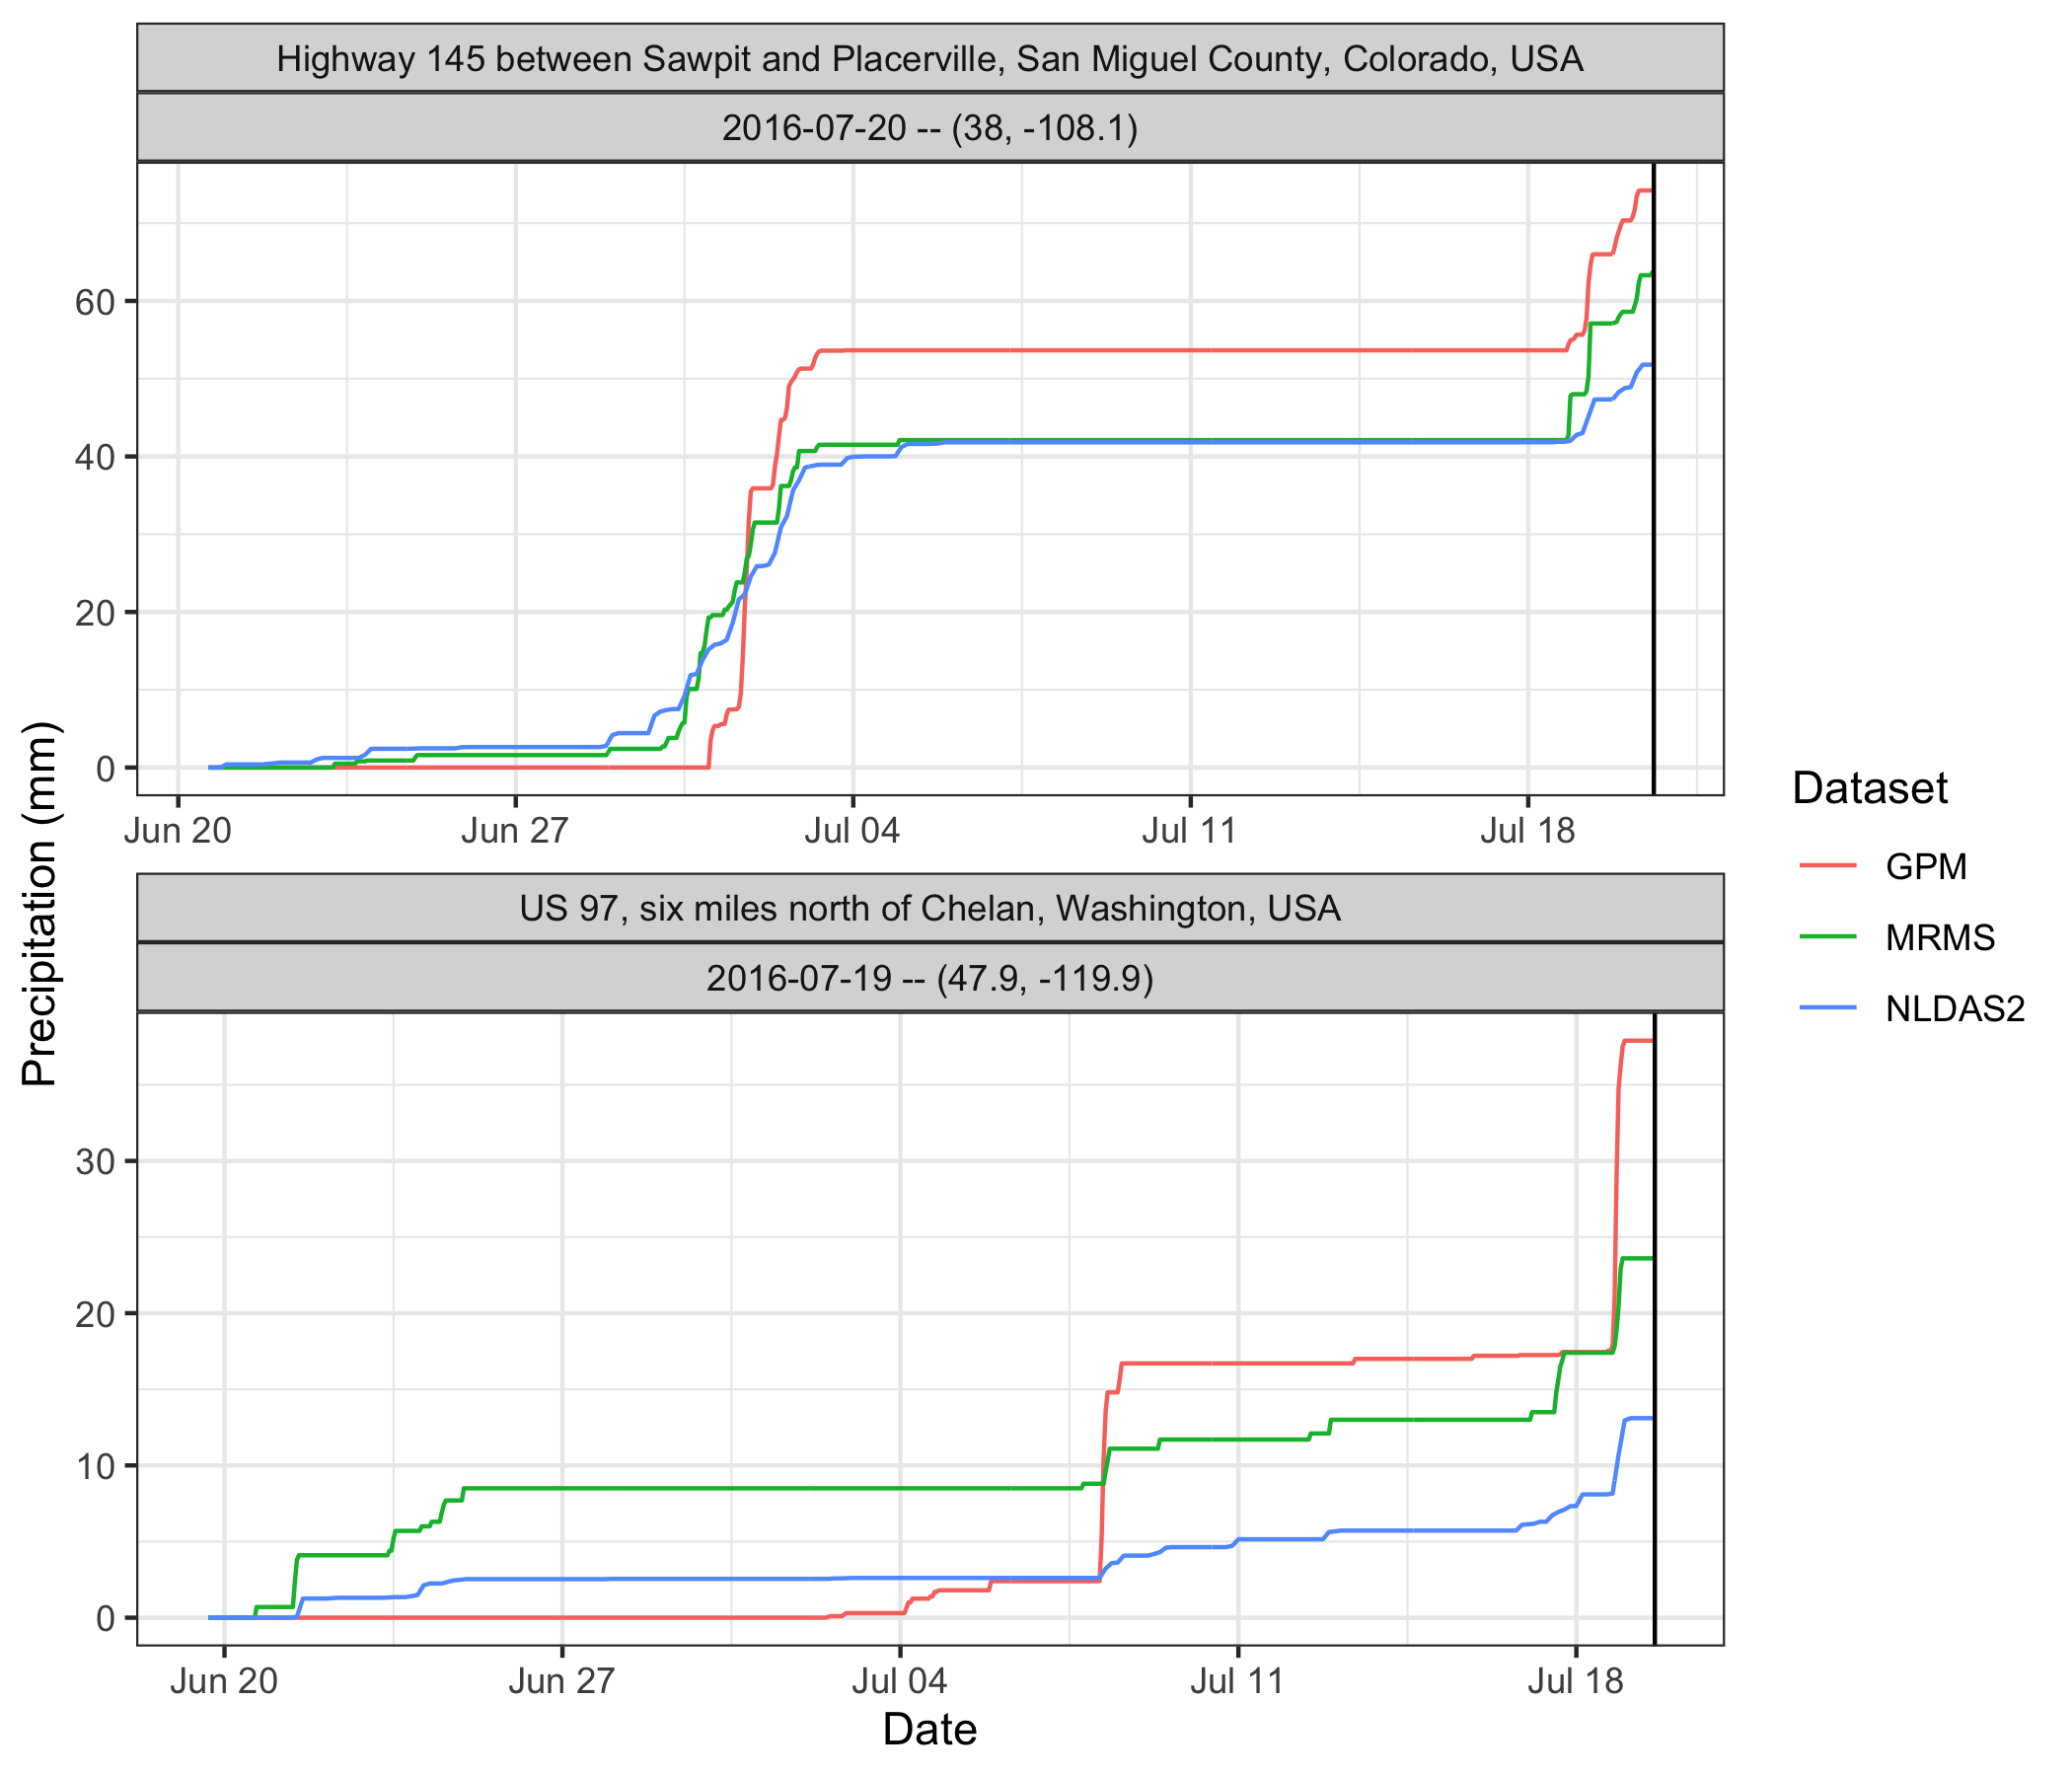 Highway 145 between Sawpit and Placerville, San Miguel County, Colorado, USA
2016-07-20 -- (38, -108.1)
60
40
20
0
Jun 20 Jun 27 Jul 04 Jul 11 Jul 18
US 97, six miles north of Chelan, Washington, USA
2016-07-19 -- (47.9, -119.9)
30
20
10
0
Jun 20 Jun 27 Jul 04 Jul 11 Jul 18
Date
Precipitation (mm)
Dataset
GPM
MRMS
NLDAS2